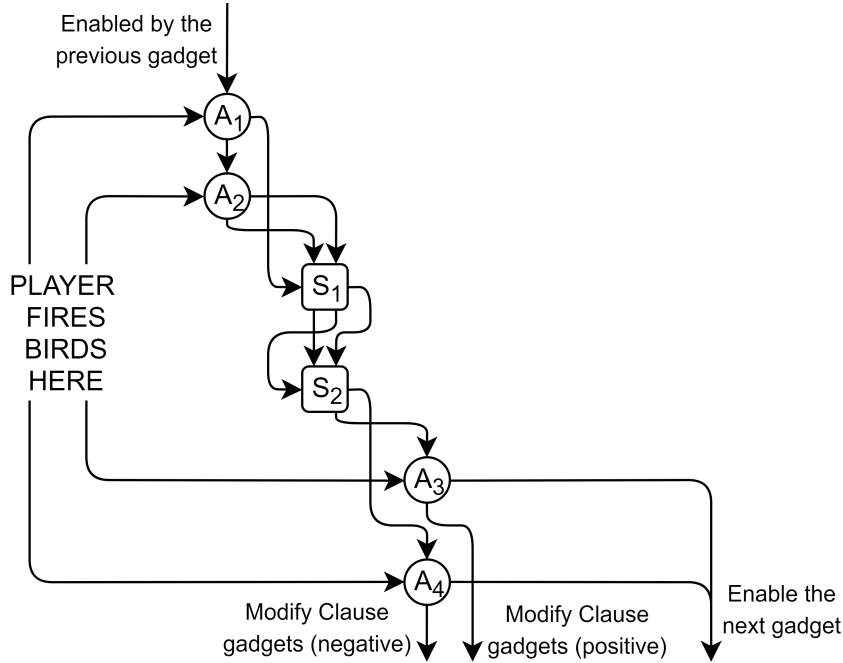 Enabled by the
previous gadget
A1
A2
S1
PLAYER
FIRES
BIRDS
HERE
S2
A3
A4
Modify Clause
gadgets (negative)
Modify Clause
gadgets (positive)
Enable the
next gadget